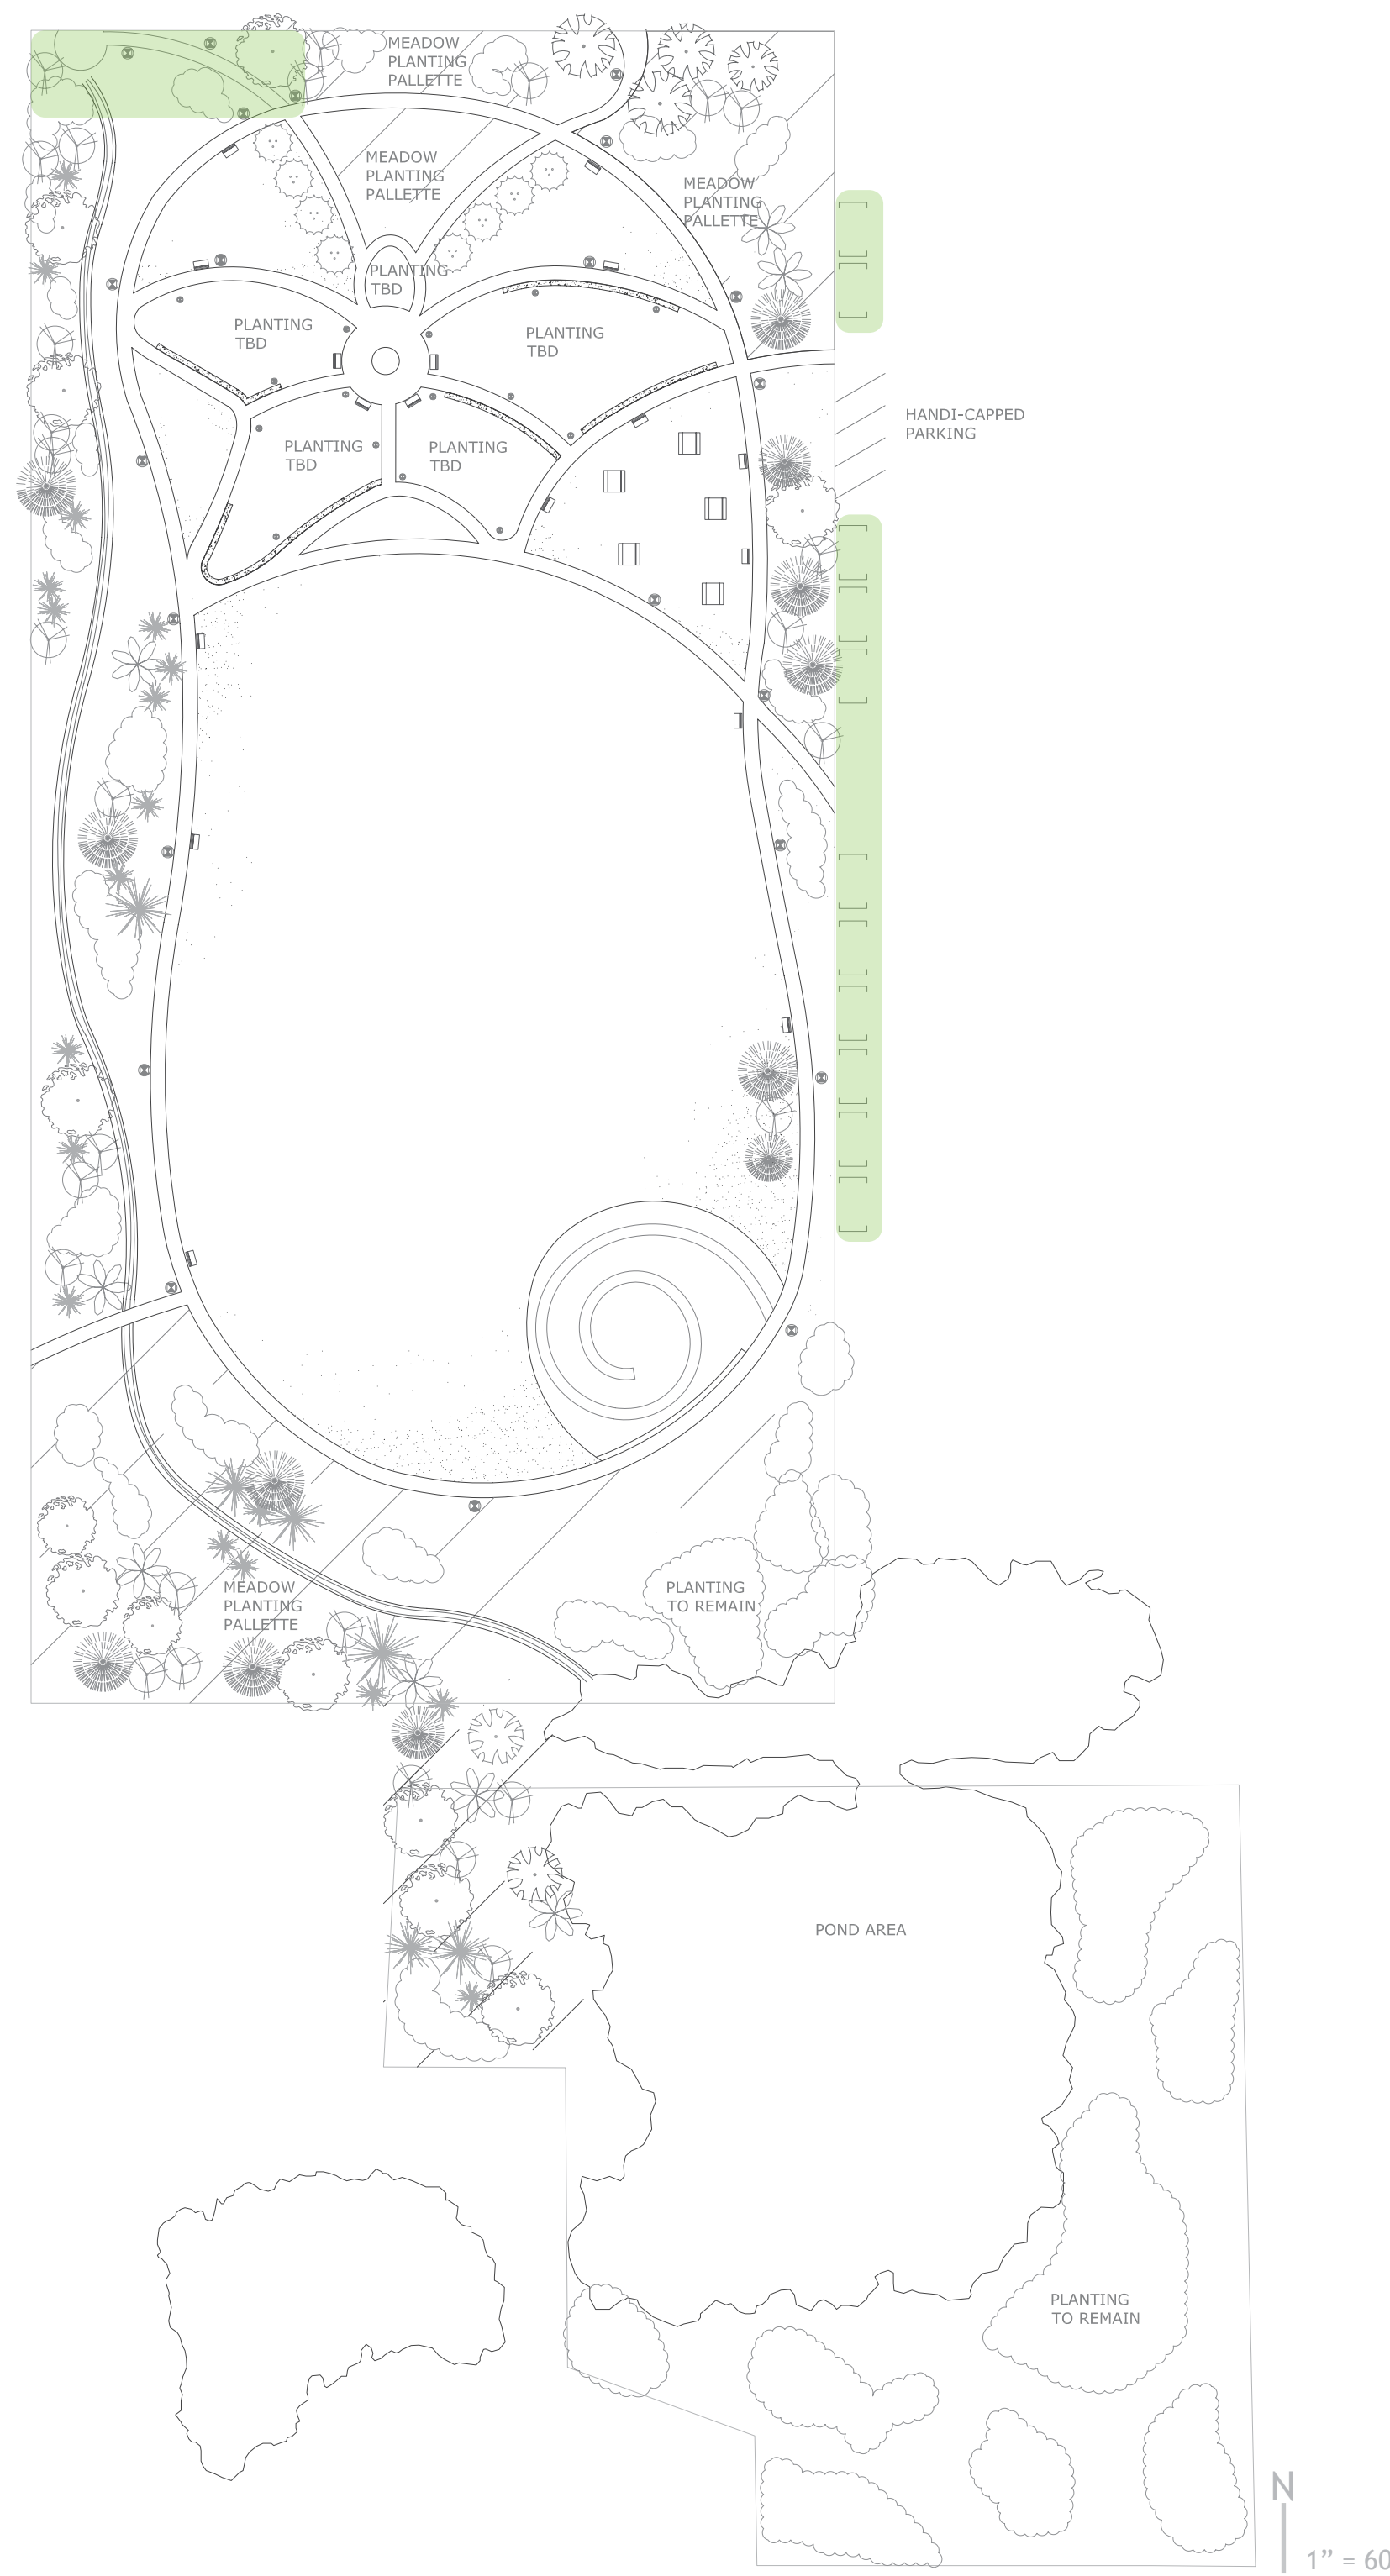 MEADOW
PLANTING
PALLETTE
MEADOW
PLANTING
PALLETTE
MEADOW
PLANTING
PALLETTE
PLANTING
TBD
PLANTING
TBD
PLANTING
TBD
HANDI-CAPPED
PARKING
PLANTING
TBD
PLANTING
TBD
MEADOW
PLANTING
PALLETTE
PLANTING
TO REMAIN
POND AREA
PLANTING
TO REMAIN
N
1” = 60